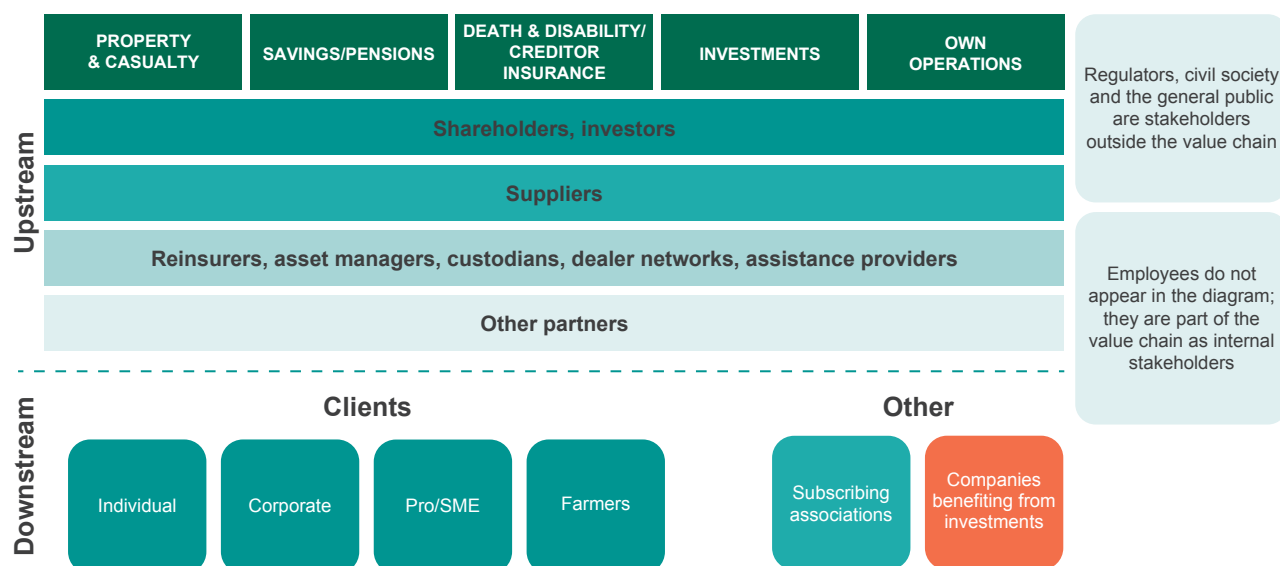 PROPERTY
& CASUALTY
SAVINGS/PENSIONS
DEATH & DISABILITY/
CREDITOR
INSURANCE
INVESTMENTS
OWN
OPERATIONS
Regulators, civil society
and the general public
are stakeholders
outside the value chain
Upstream
Shareholders, investors
Suppliers
Reinsurers, asset managers, custodians, dealer networks, assistance providers
Other partners
Employees do not
appear in the diagram;
they are part of the
value chain as internal
stakeholders
Downstream
Clients
Other
Individual
Corporate
Pro/SME
Farmers
Subscribing
associations
Companies
benefiting from
investments